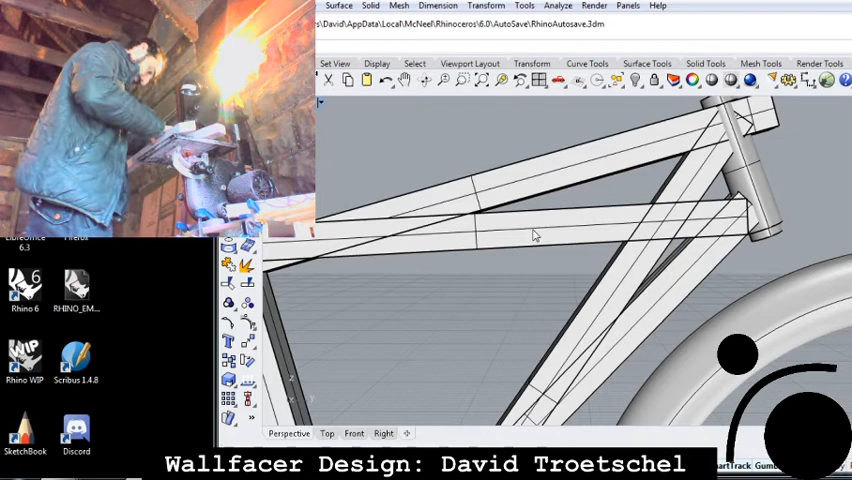 Surface Solid Mesh Dimension Transform Tools Analyze Render Panels Help
s\David\AppData\Local\McNeel\Rhinoceros\6.0\AutoSave\RhinoAutosave.3dm
Set View Display Select Viewport Layout Transform Curve Tools Surface Tools Solid Tools Mesh Tools
LibreOffice
6.3
Firefox
6
Rhino 6
RHINO_EM...
WIP
Rhino WIP
Scribus 1.4.8
SketchBook
Discord
z
y
x
Perspective Top Front Right
SmartTrack
Wallfacer Design: David Troetschel